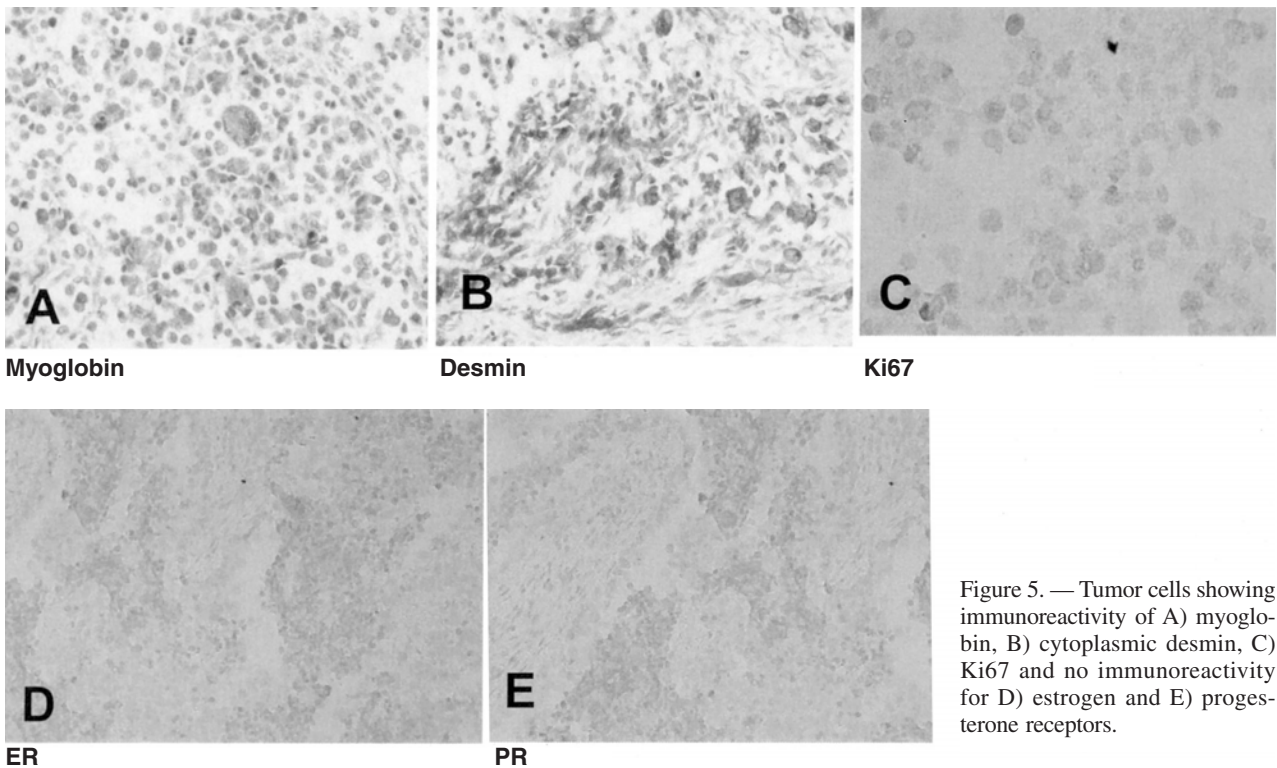 A
B
C
Myoglobin
Desmin
Ki67
D
E
ER
PR
Figure 5. — Tumor cells showing
immunoreactivity of A) myoglo-
bin, B) cytoplasmic desmin, C)
Ki67 and no immunoreactivity
for D) estrogen and E) proges-
terone receptors.